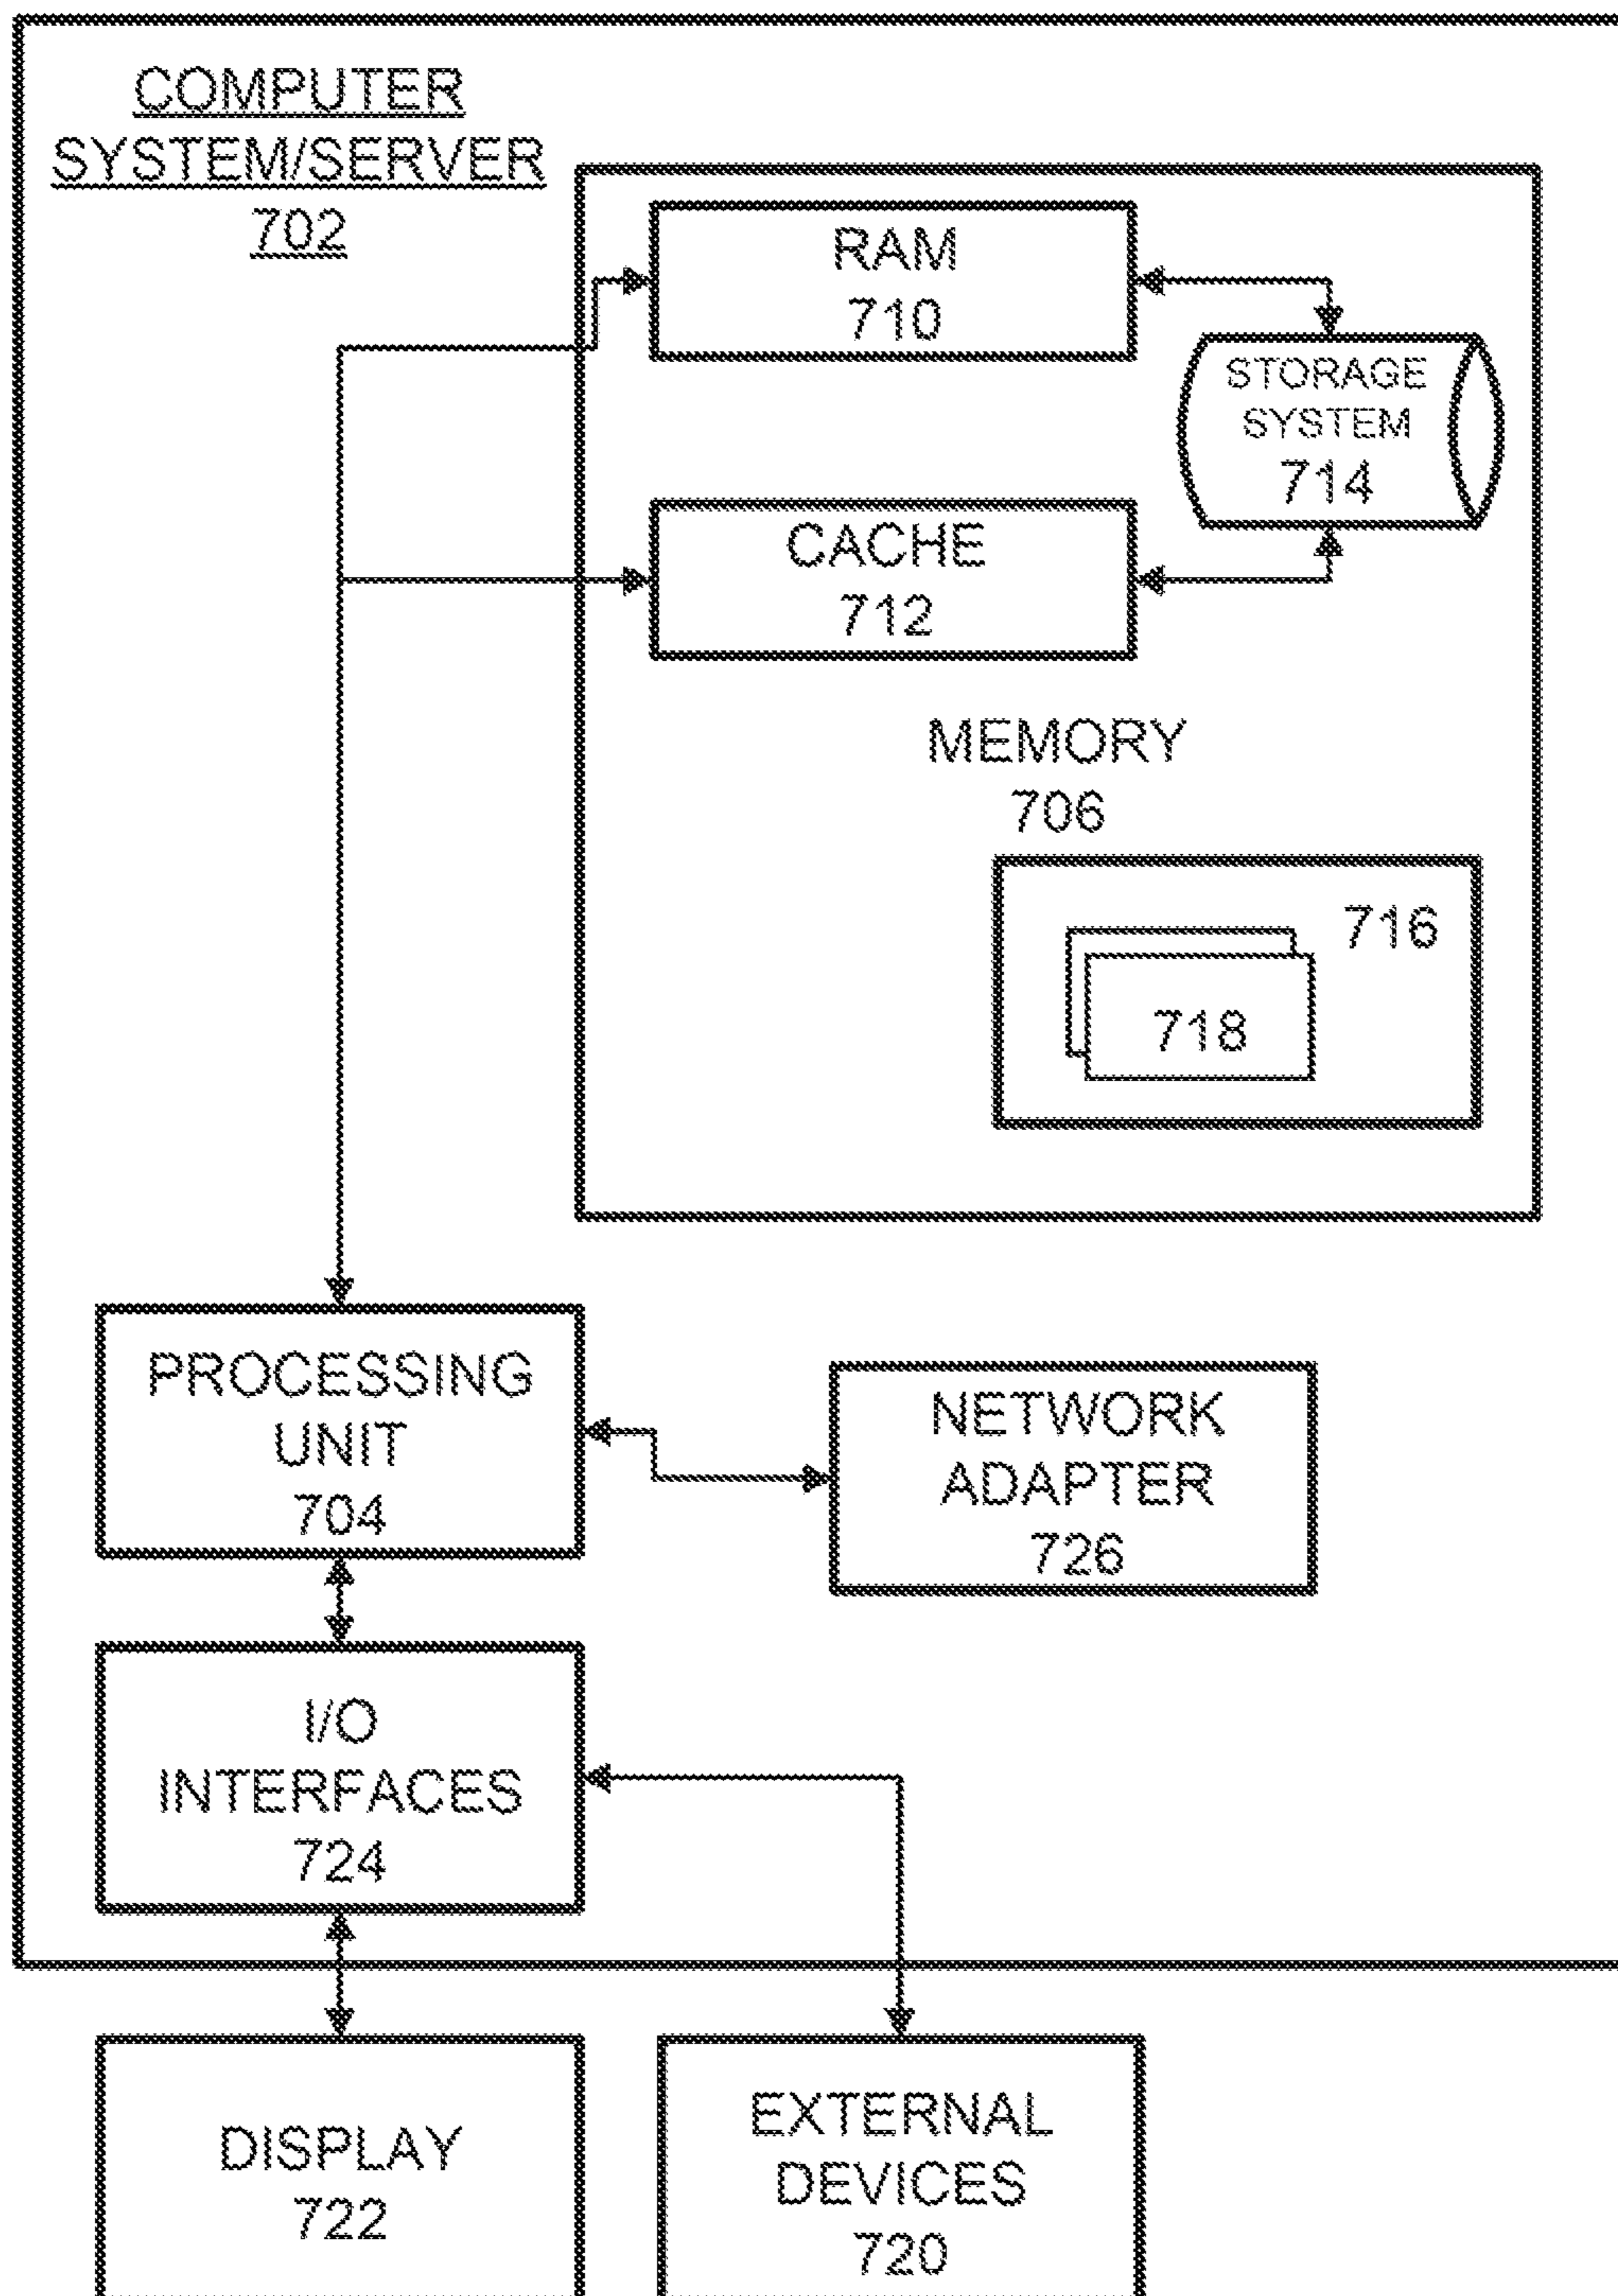 COMPUTER
SYSTEM/SERVER
702
RAM
710
STORAGE
SYSTEM
714
CACHE
712
MEMORY
706
716
718
PROCESSING
UNIT
704
NETWORK
ADAPTER
726
I/O
INTERFACES
724
DISPLAY
722
EXTERNAL
DEVICES
720